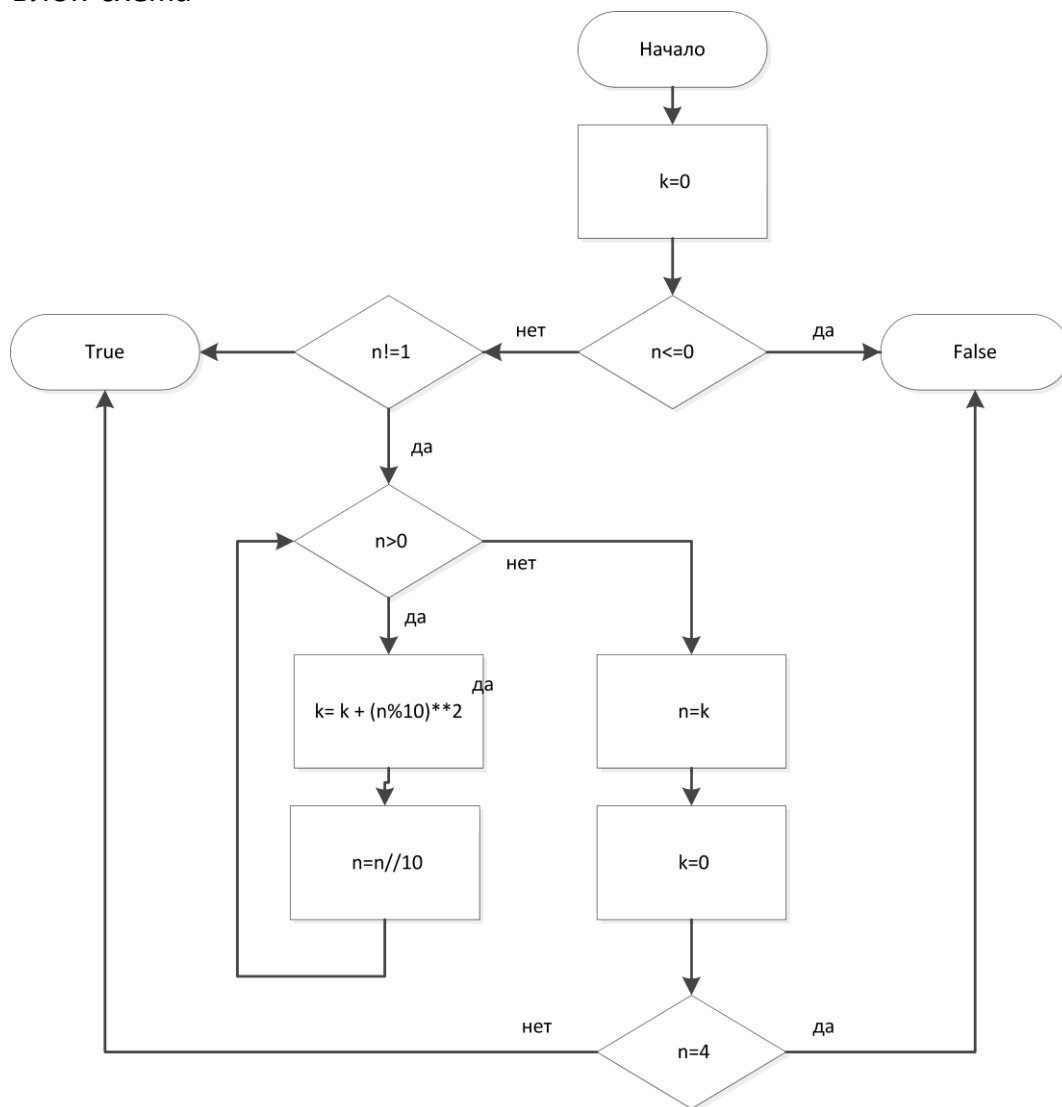 Блок-схема
Начало
k=0
нет
да
True
n!=1
n<=0
False
да
n>0
нет
да
да
k= k + (n%10)**2
n=k
n=n//10
k=0
нет
да
n=4